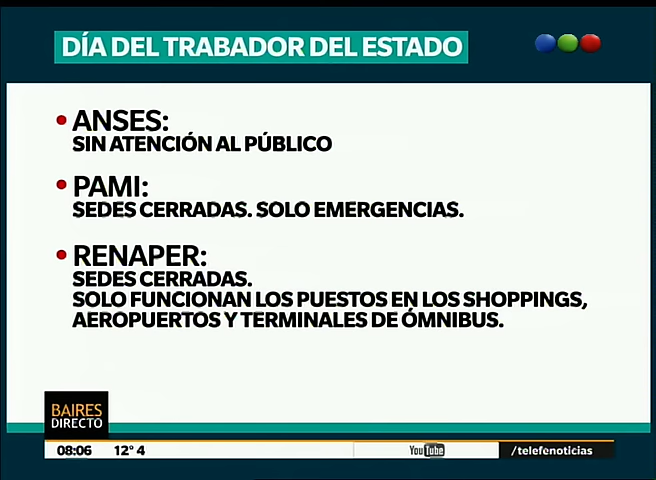 DÍA DEL TRABADOR DEL ESTADO
• ANSES:
SIN ATENCIÓN AL PÚBLICO
• PAMI:
SEDES CERRADAS. SOLO EMERGENCIAS.
• RENAPER:
SEDES CERRADAS.
SOLO FUNCIONAN LOS PUESTOS EN LOS SHOPPINGS,
AEROPUERTOS Y TERMINALES DE ÓMNIBUS.
BAIRES
DIRECTO
08:06 12° 4 YouTube /telefenoticias